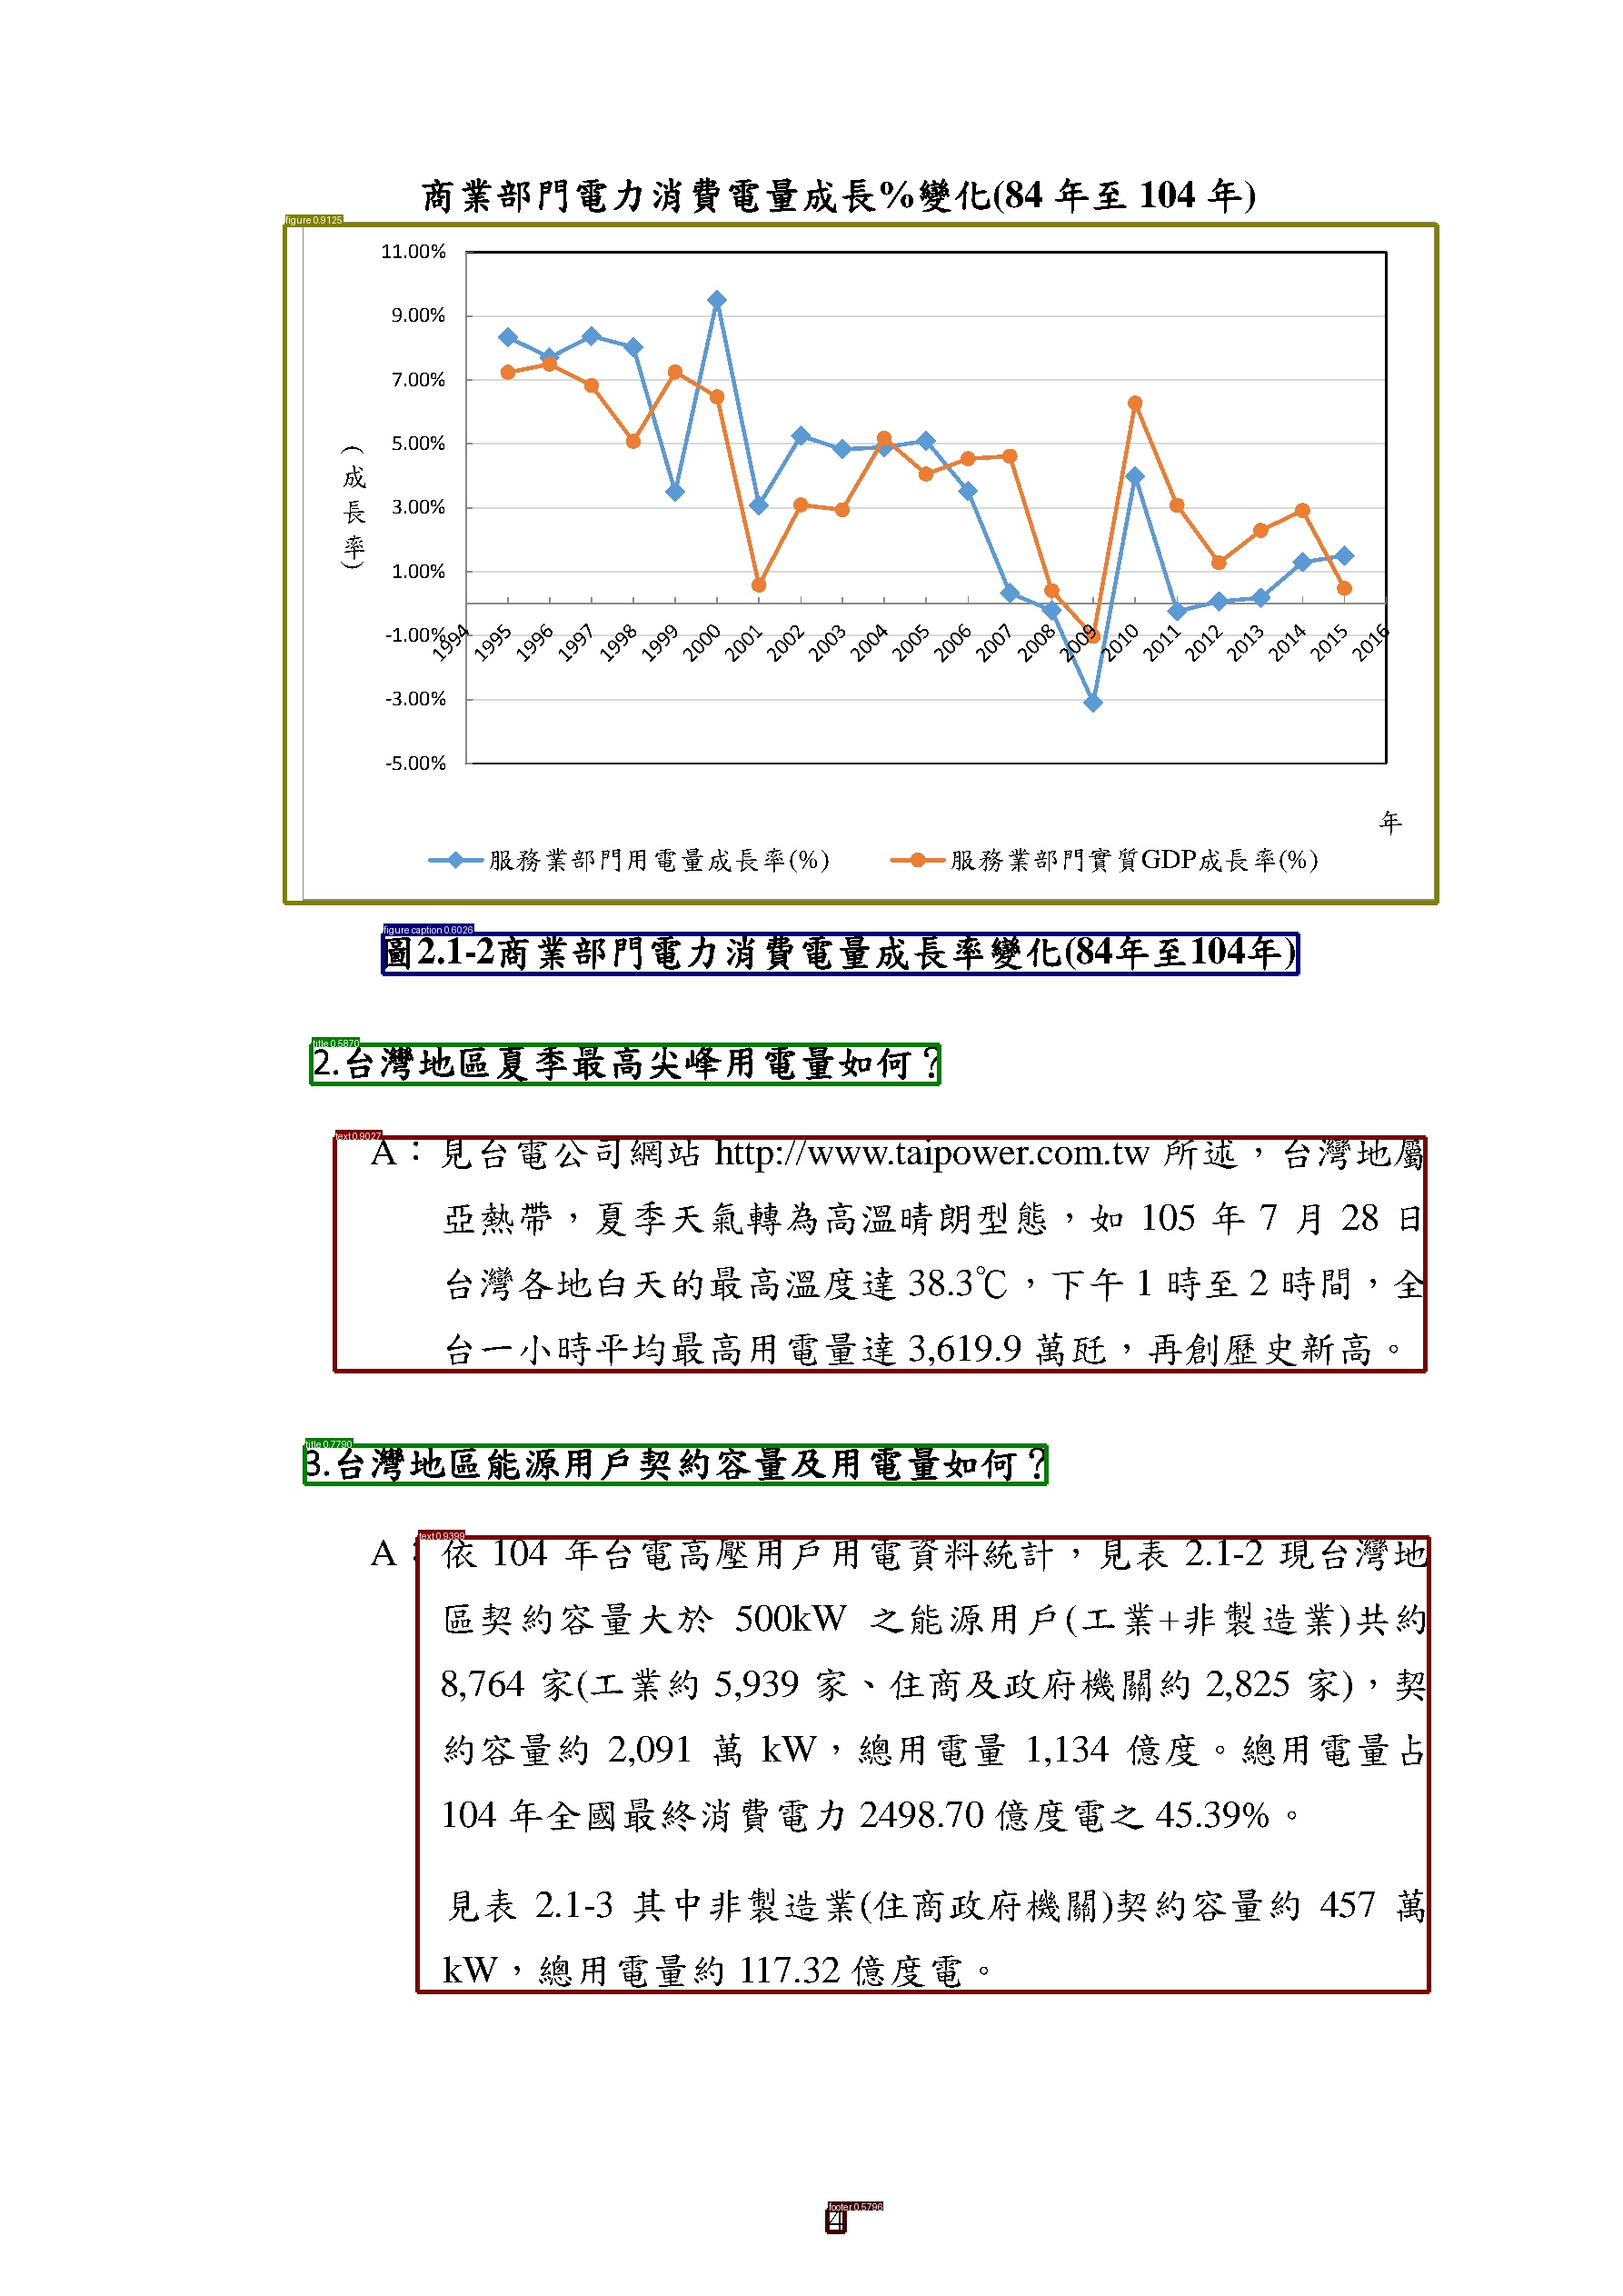 商業部門電力消費電量成長%變化(84 年至 104 年)
figure 0.9125
11.00%
9.00%
7.00%
5.00%
3.00%
1.00%
-1.00%
-3.00%
-5.00%
(成長率)
1994 1995 1996 1997 1998 1999 2000 2001 2002 2003 2004 2005 2006 2007 2008 2009 2010 2011 2012 2013 2014 2015 2016
年
服務業部門用電量成長率(%) 服務業部門實質GDP成長率(%)
figure caption 0.6026
圖2.1-2商業部門電力消費電量成長率變化(84年至104年)
title 0.5870
2.台灣地區夏季最高尖峰用電量如何？
text 0.9027
A：見台電公司網站 http://www.taipower.com.tw 所述，台灣地屬
亞熱帶，夏季天氣轉為高溫晴朗型態，如 105 年 7 月 28 日
台灣各地白天的最高溫度達 38.3℃，下午 1 時至 2 時間，全
台一小時平均最高用電量達 3,619.9 萬瓩，再創歷史新高。
title 0.7790
3.台灣地區能源用戶契約容量及用電量如何？
text 0.9399
A：依 104 年台電高壓用戶用電資料統計，見表 2.1-2 現台灣地
區契約容量大於 500kW 之能源用戶(工業+非製造業)共約
8,764 家(工業約 5,939 家、住商及政府機關約 2,825 家)，契
約容量約 2,091 萬 kW，總用電量 1,134 億度。總用電量占
104 年全國最終消費電力 2498.70 億度電之 45.39%。
見表 2.1-3 其中非製造業(住商政府機關)契約容量約 457 萬
kW，總用電量約 117.32 億度電。
footer 0.5796
4